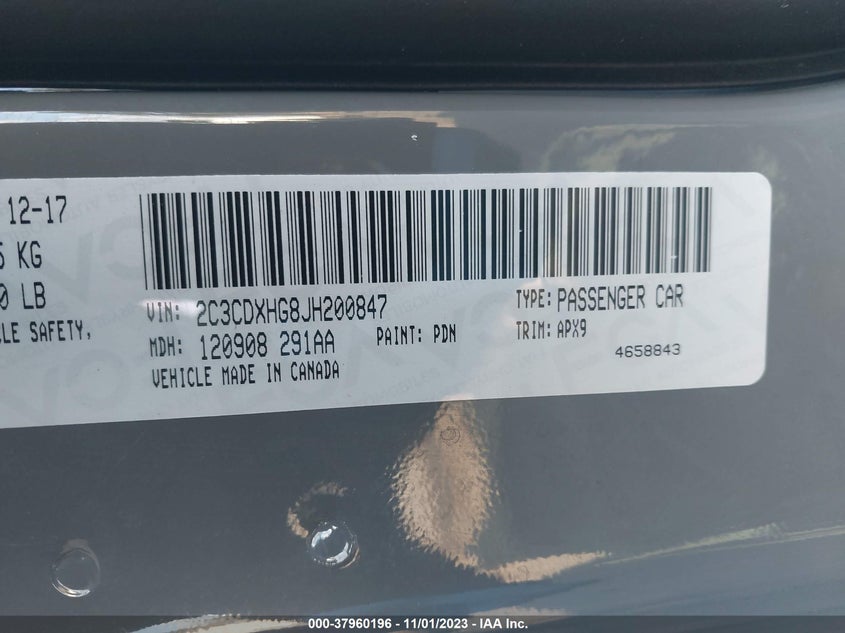 12-17
KG
LB
SAFETY,
VIN: 2C3CDXHG8JH200847
TYPE: PASSENGER CAR
MDH: 120908 291AA
PAINT: PDN
TRIM: APX9
VEHICLE MADE IN CANADA
4658843
000-37960196 - 11/01/2023 - IAA Inc.